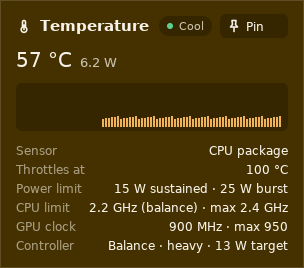 Temperature Cool Pin
57 °C 6.2 W
Sensor CPU package
Throttles at 100 °C
Power limit 15 W sustained · 25 W burst
CPU limit 2.2 GHz (balance) · max 2.4 GHz
GPU clock 900 MHz · max 950
Controller Balance · heavy · 13 W target